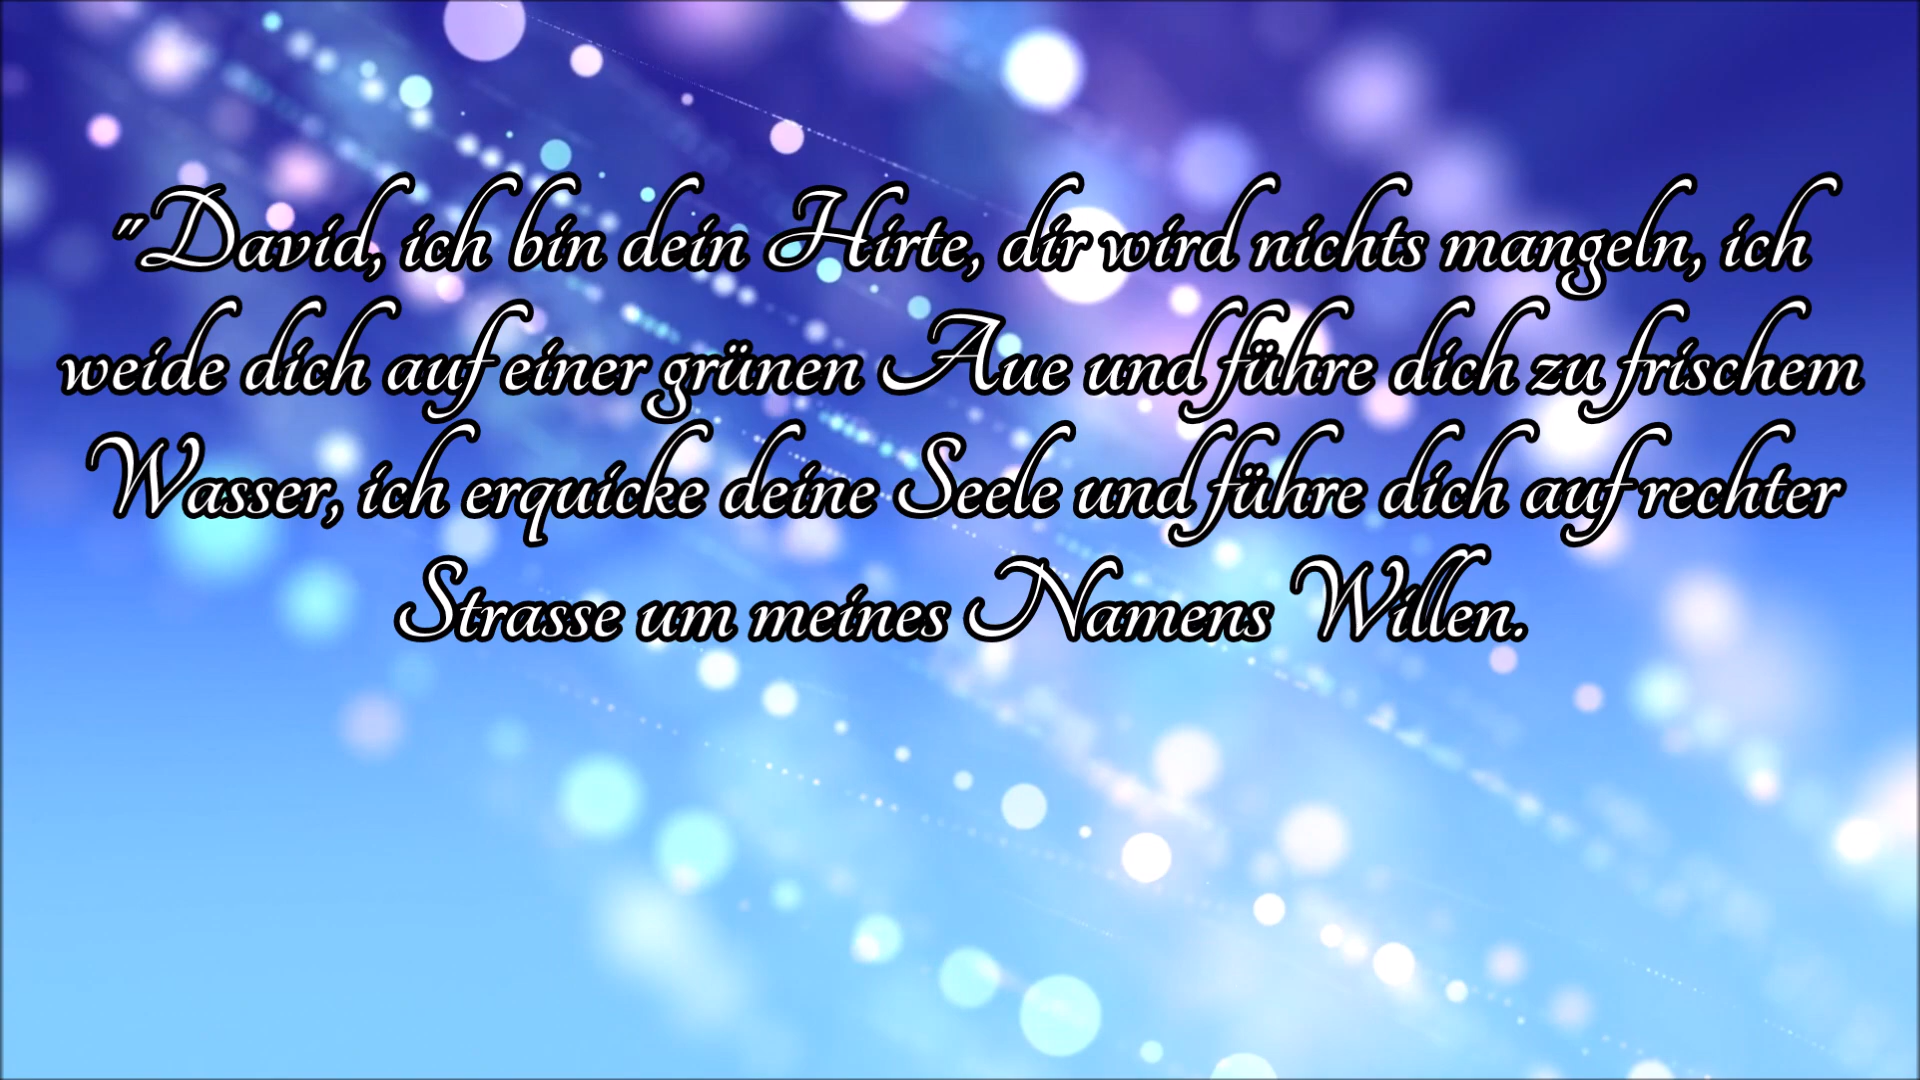 "David, ich bin dein Hirte, dir wird nichts mangeln, ich
weide dich auf einer grünen Aue und führe dich zu frischem
Wasser, ich erquicke deine Seele und führe dich auf rechter
Strasse um meines Namens Willen.